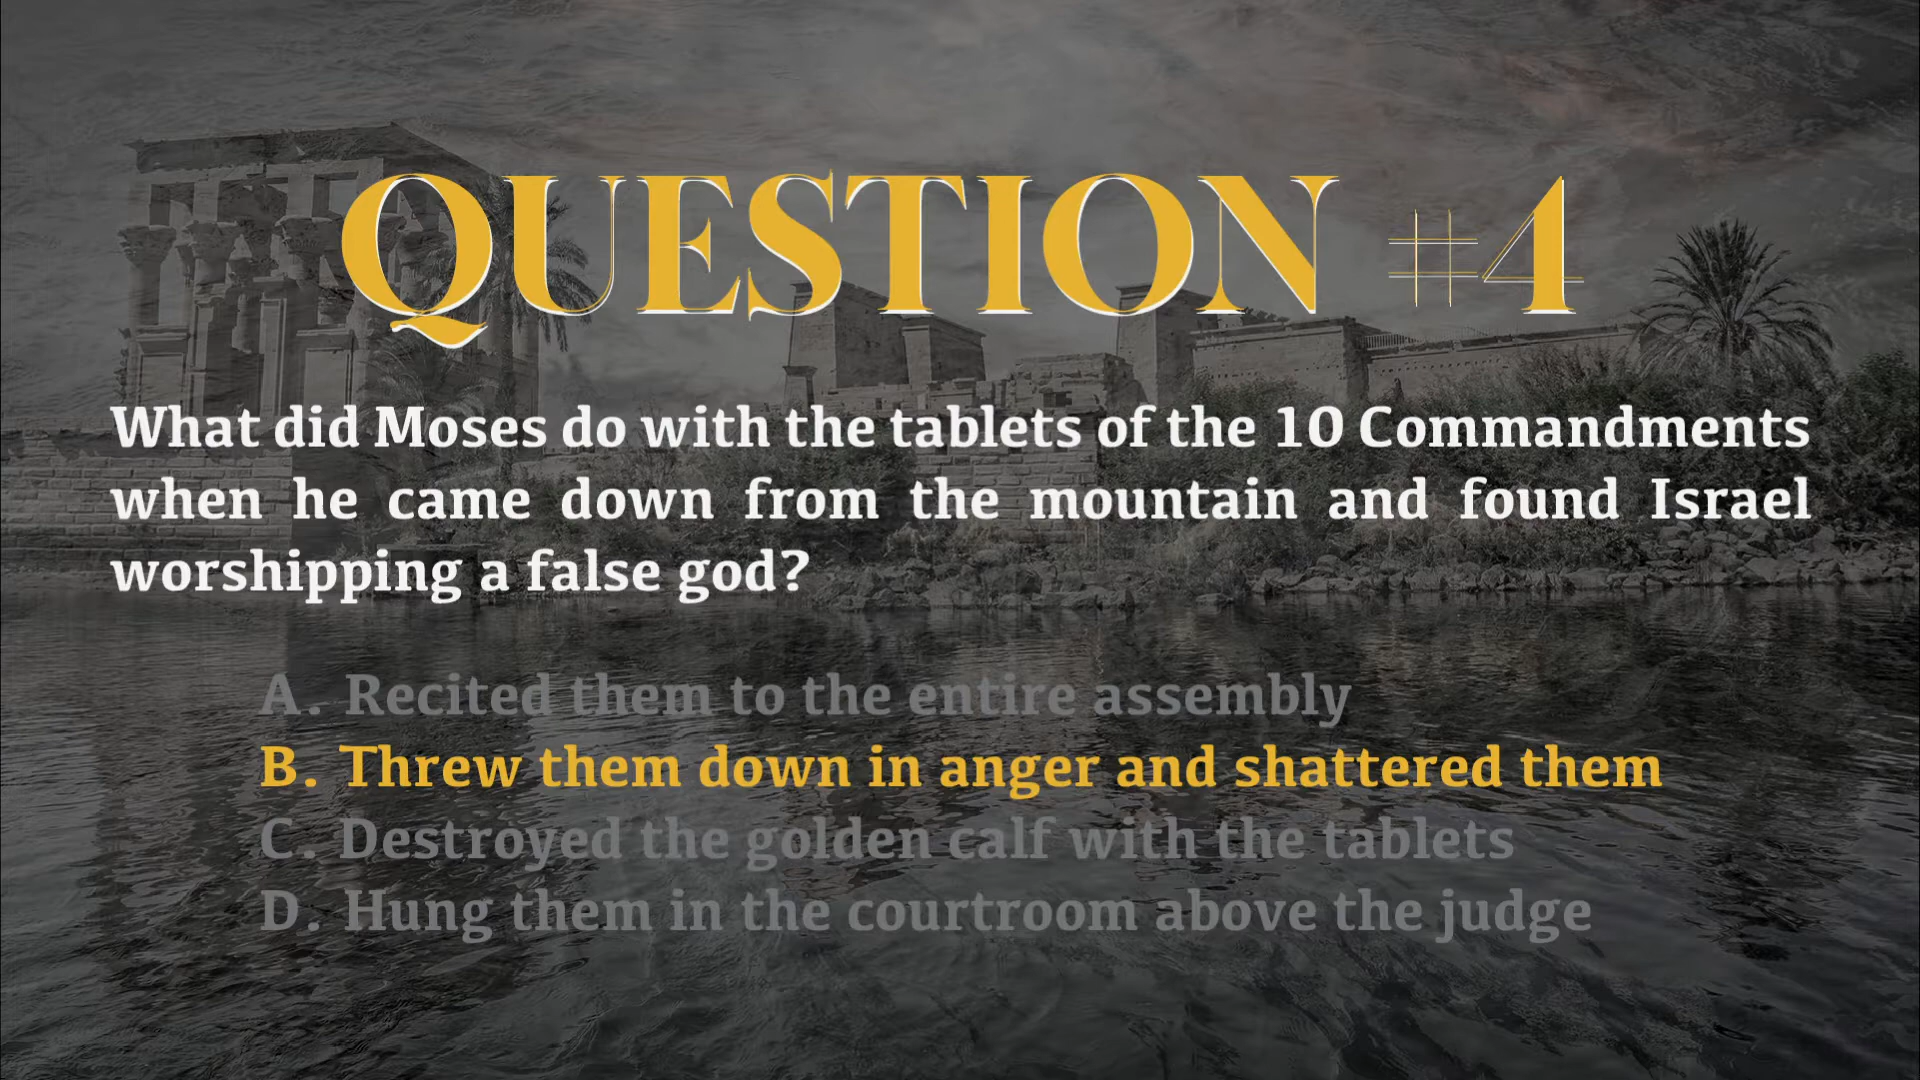 QUESTION #4
What did Moses do with the tablets of the 10 Commandments
when he came down from the mountain and found Israel
worshipping a false god?
A. Recited them to the entire assembly
B. Threw them down in anger and shattered them
C. Destroyed the golden calf with the tablets
D. Hung them in the courtroom above the judge